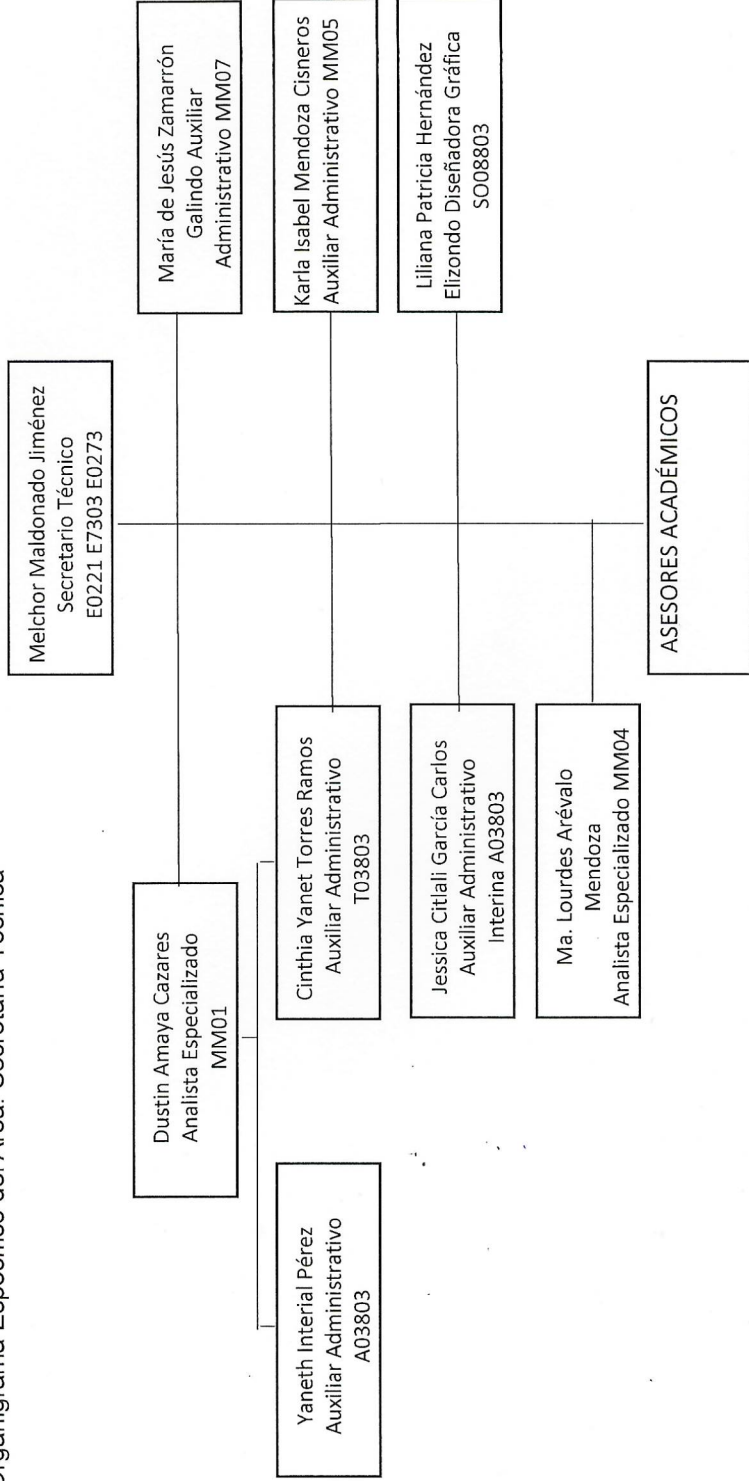 Organigrama Específico del Área: Secretaría Técnica
Melchor Maldonado Jiménez
Secretario Técnico
E0221 E7303 E0273
Dustin Amaya Cazares
Analista Especializado
MM01
María de Jesús Zamarrón
Galindo Auxiliar
Administrativo MM07
Yaneth Interial Pérez
Auxiliar Administrativo
A03803
Cinthia Yanet Torres Ramos
Auxiliar Administrativo
T03803
Karla Isabel Mendoza Cisneros
Auxiliar Administrativo MM05
Jessica Citlali García Carlos
Auxiliar Administrativo
Interina A03803
Liliana Patricia Hernández
Elizondo Diseñadora Gráfica
SO08803
Ma. Lourdes Arévalo
Mendoza
Analista Especializado MM04
ASESORES ACADÉMICOS